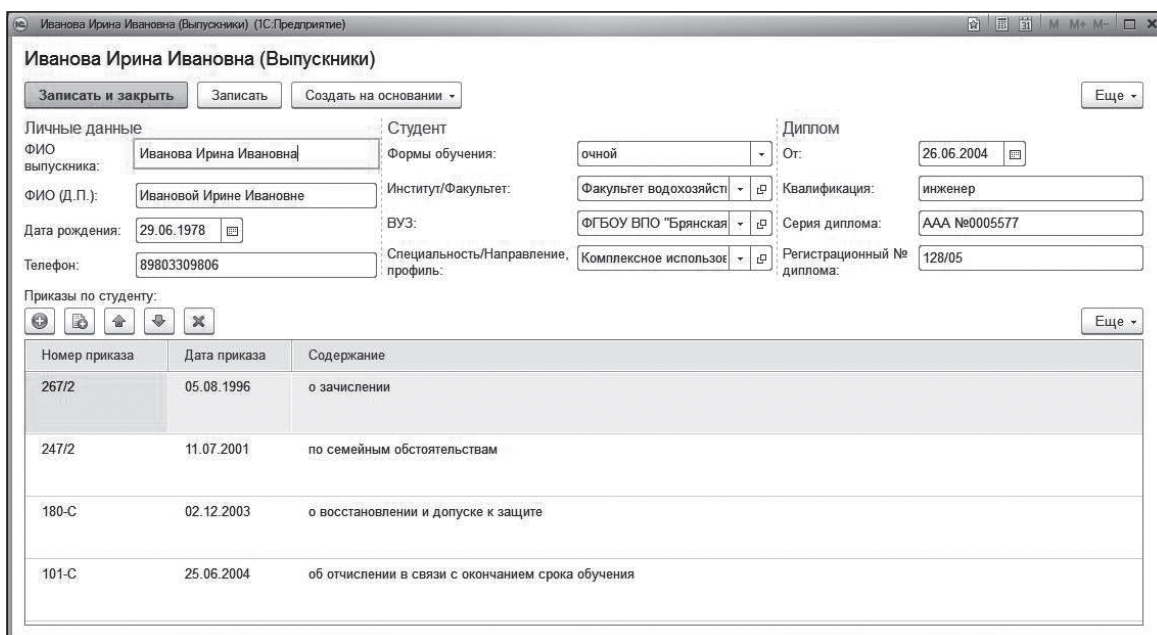 Иванова Ирина Ивановна (Выпускники) (1С:Предприятие)
M M+ M-
Иванова Ирина Ивановна (Выпускники)
Записать и закрыть Записать Создать на основании Еще
Личные данные Студент Диплом
ФИО выпускника: Иванова Ирина Ивановна Формы обучения: очной От: 26.06.2004
ФИО (Д.П.): Ивановой Ирине Ивановне Институт/Факультет: Факультет водохозяйст Квалификация: инженер
Дата рождения: 29.06.1978 ВУЗ: ФГБОУ ВПО "Брянская Серия диплома: ААА №0005577
Телефон: 89803309806 Специальность/Направление, профиль: Комплексное использов Регистрационный № диплома: 128/05
Приказы по студенту:
Еще
Номер приказа Дата приказа Содержание
267/2 05.08.1996 о зачислении
247/2 11.07.2001 по семейным обстоятельствам
180-С 02.12.2003 о восстановлении и допуске к защите
101-С 25.06.2004 об отчислении в связи с окончанием срока обучения